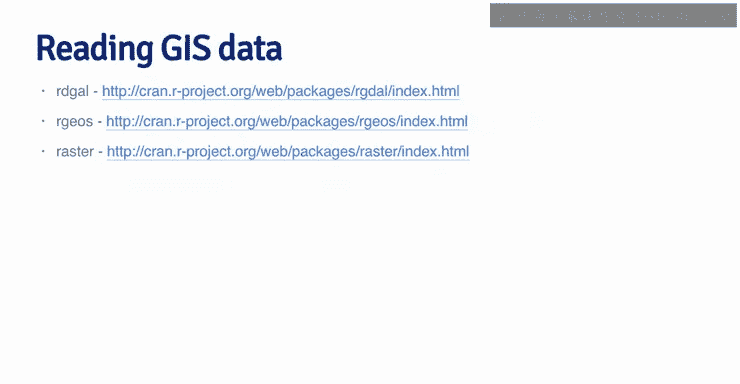 Reading GIS data
· rdgal - http://cran.r-project.org/web/packages/rgdal/index.html
· rgeos - http://cran.r-project.org/web/packages/rgeos/index.html
· raster - http://cran.r-project.org/web/packages/raster/index.html